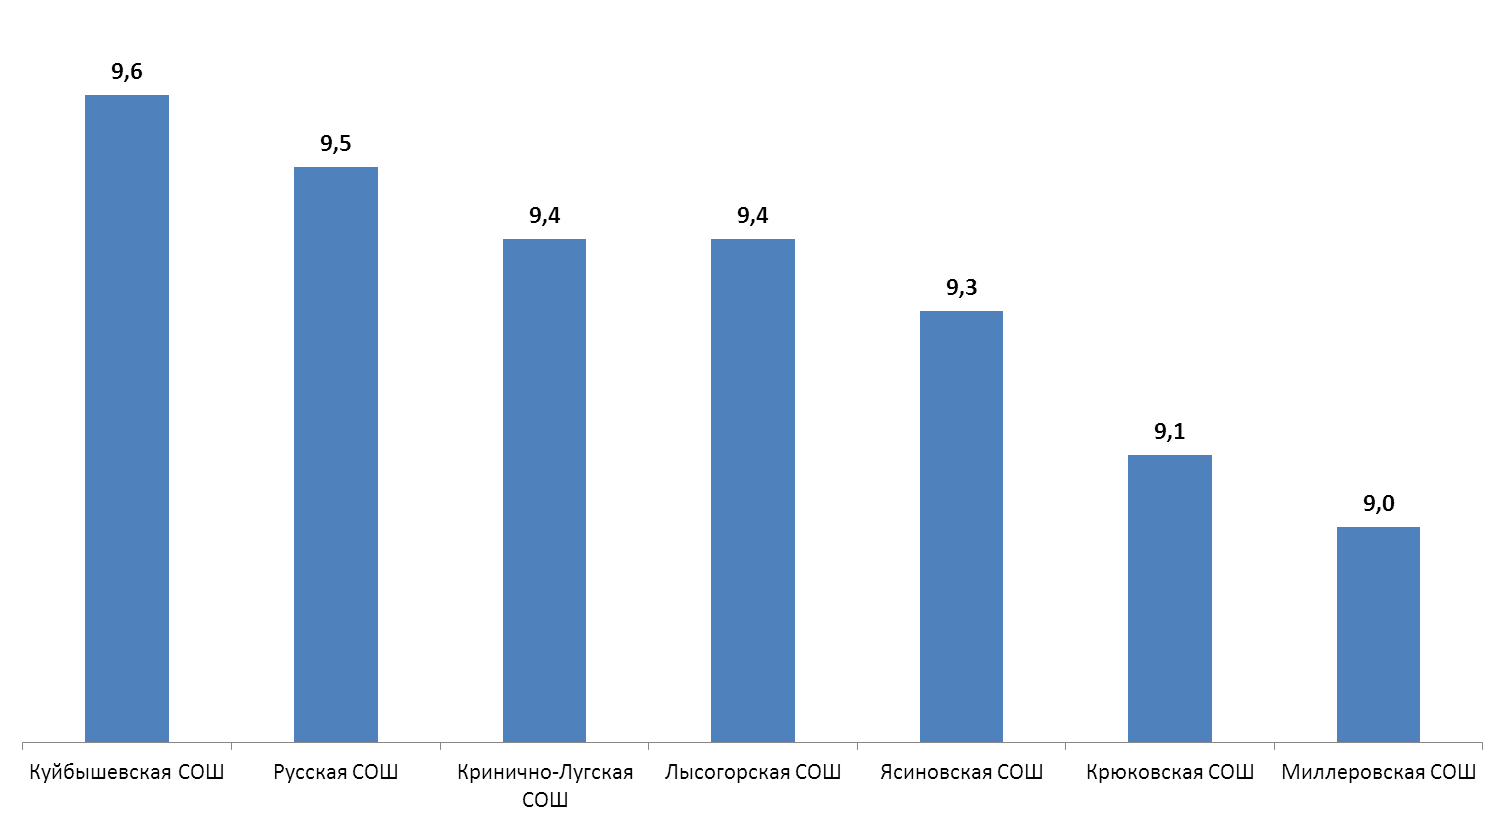 9,6
9,5
9,4
9,4
9,3
9,1
9,0
Куйбышевская СОШ
Русская СОШ
Кринично-Лугская
СОШ
Лысогорская СОШ
Ясиновская СОШ
Крюковская СОШ
Миллеровская СОШ